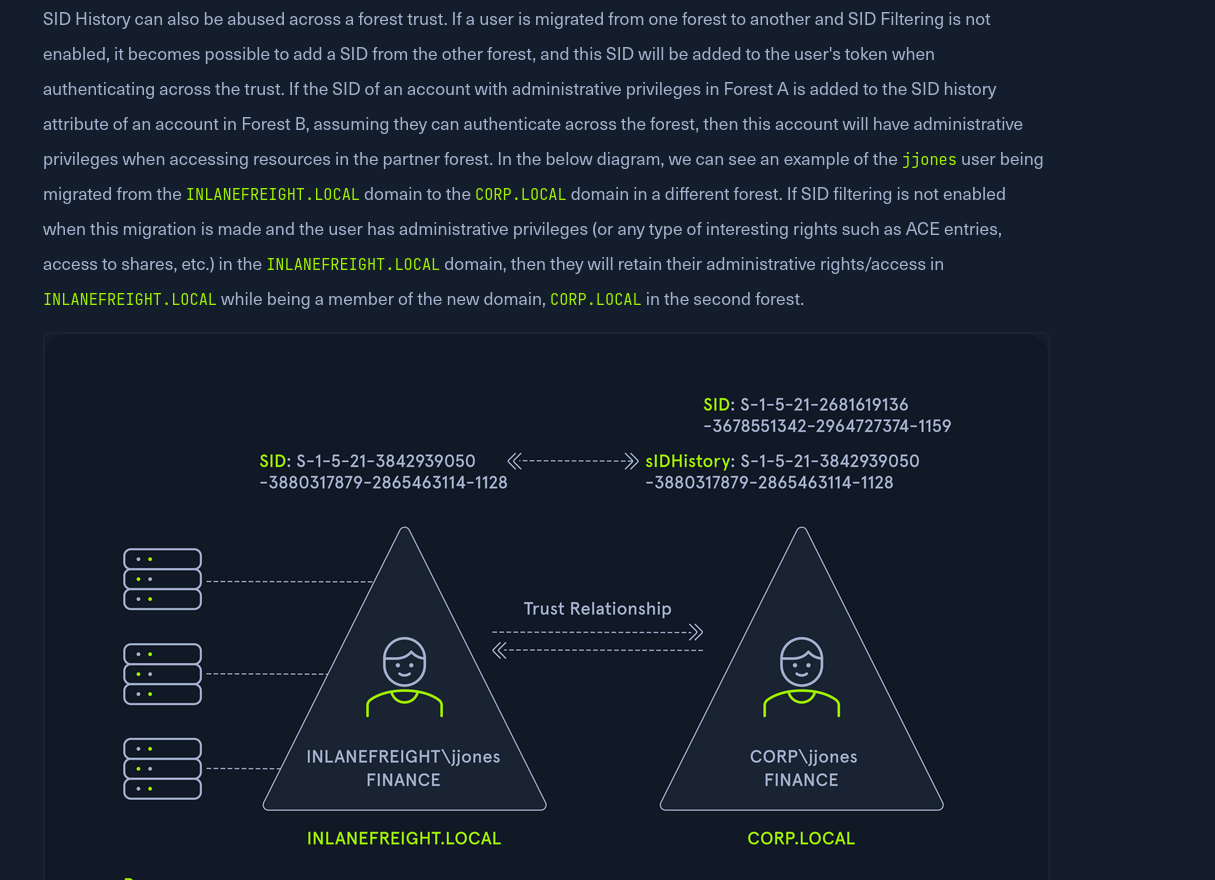 SID History can also be abused across a forest trust. If a user is migrated from one forest to another and SID Filtering is not
enabled, it becomes possible to add a SID from the other forest, and this SID will be added to the user's token when
authenticating across the trust. If the SID of an account with administrative privileges in Forest A is added to the SID history
attribute of an account in Forest B, assuming they can authenticate across the forest, then this account will have administrative
privileges when accessing resources in the partner forest. In the below diagram, we can see an example of the jjones user being
migrated from the INLANEFREIGHT.LOCAL domain to the CORP.LOCAL domain in a different forest. If SID filtering is not enabled
when this migration is made and the user has administrative privileges (or any type of interesting rights such as ACE entries,
access to shares, etc.) in the INLANEFREIGHT.LOCAL domain, then they will retain their administrative rights/access in
INLANEFREIGHT.LOCAL while being a member of the new domain, CORP.LOCAL in the second forest.
SID: S-1-5-21-2681619136
-3678551342-2964727374-1159
SID: S-1-5-21-3842939050
-3880317879-2865463114-1128
sIDHistory: S-1-5-21-3842939050
-3880317879-2865463114-1128
Trust Relationship
INLANEFREIGHT\jjones
FINANCE
CORP\jjones
FINANCE
INLANEFREIGHT.LOCAL
CORP.LOCAL